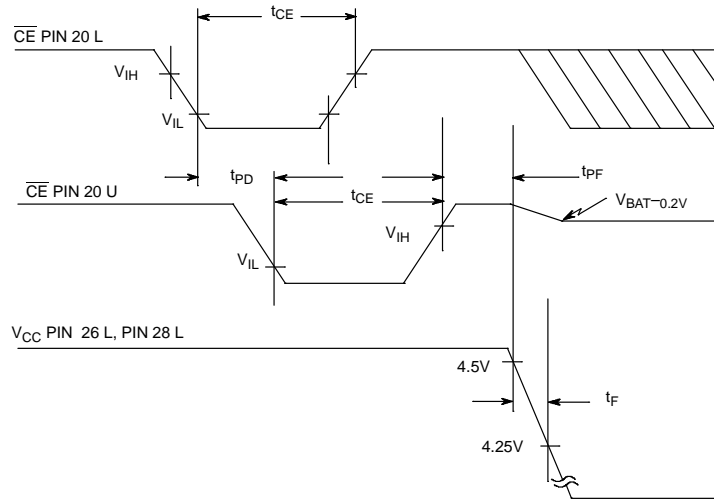 tCE
CE PIN 20 L
VIH
VIL
tPD
tPF
CE PIN 20 U
tCE
VBAT–0.2V
VIH
VIL
VCC PIN 26 L, PIN 28 L
4.5V
tF
4.25V